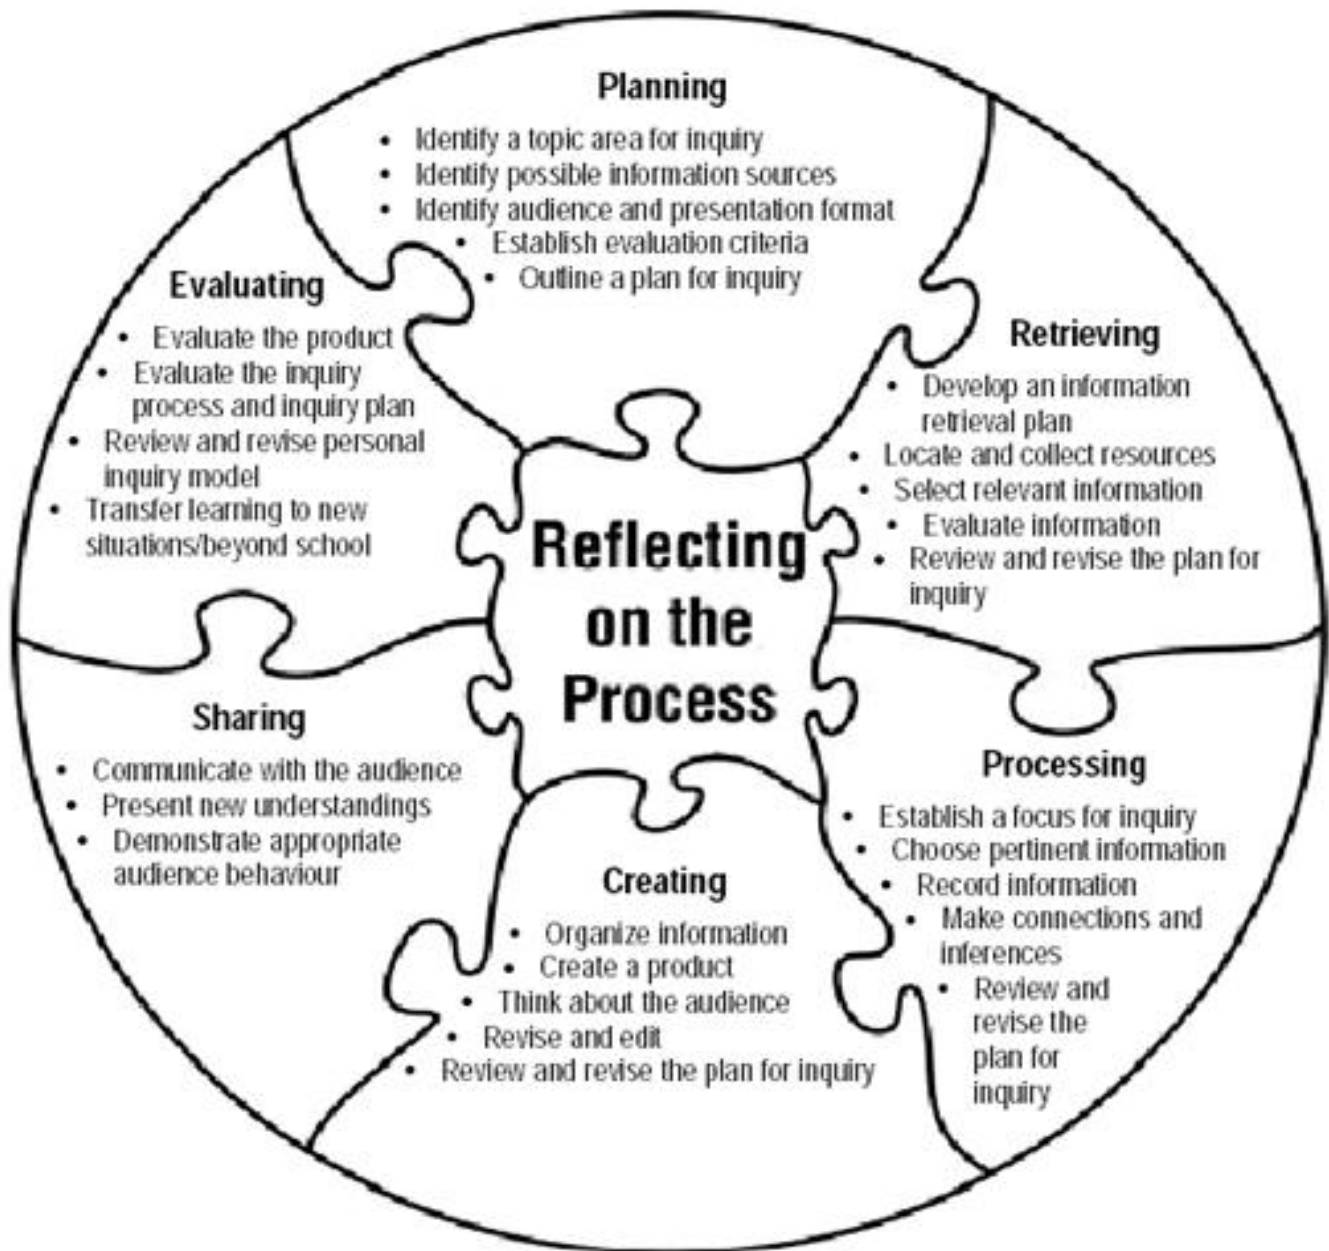 Planning
• Identify a topic area for inquiry
• Identify possible information sources
• Identify audience and presentation format
• Establish evaluation criteria
• Outline a plan for inquiry
Retrieving
• Develop an information
retrieval plan
• Locate and collect resources
• Select relevant information
• Evaluate information
• Review and revise the plan for
inquiry
Processing
• Establish a focus for inquiry
• Choose pertinent information
• Record information
• Make connections and
inferences
• Review and
revise the
plan for
inquiry
Creating
• Organize information
• Create a product
• Think about the audience
• Revise and edit
• Review and revise the plan for inquiry
Sharing
• Communicate with the audience
• Present new understandings
• Demonstrate appropriate
audience behaviour
Evaluating
• Evaluate the product
• Evaluate the inquiry
process and inquiry plan
• Review and revise personal
inquiry model
• Transfer learning to new
situations/beyond school
Reflecting
on the
Process